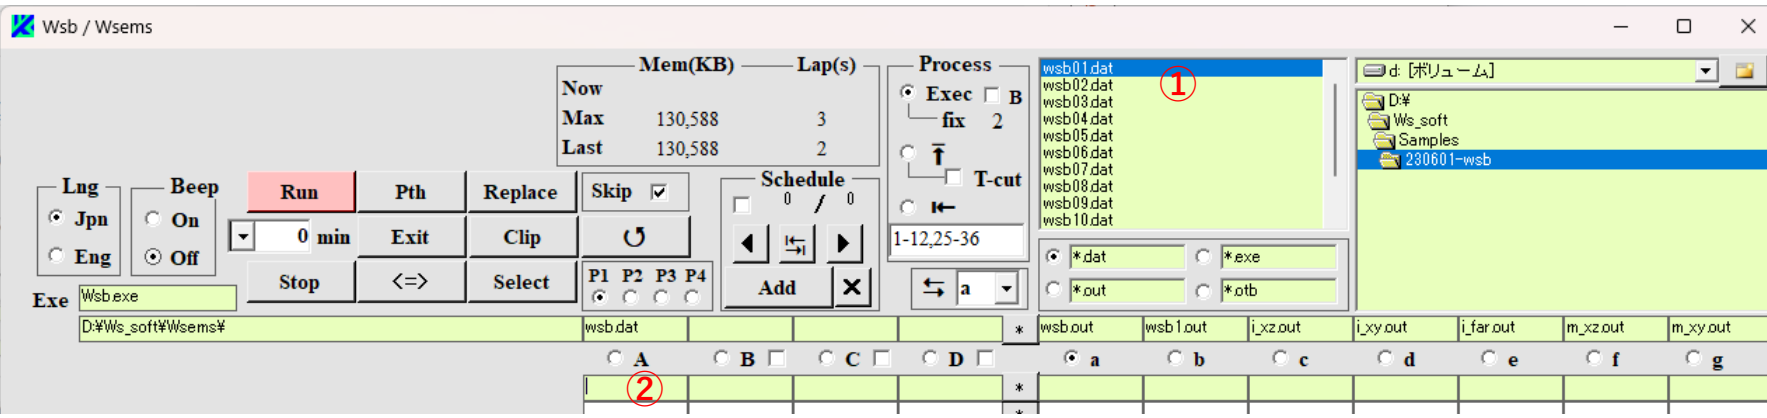 Wsb / Wsems
Mem(KB) Lap(s)
Now
Max 130,588 3
Last 130,588 2
Process
Exec B
fix 2
T-cut
1-12,25-36
a
wsb01.dat
①
wsb02.dat
wsb03.dat
wsb04.dat
wsb05.dat
wsb06.dat
wsb07.dat
wsb08.dat
wsb09.dat
wsb10.dat
*.dat *.exe
*.out *.otb
d: [ボリューム]
D:¥
Ws_soft
Samples
230601-wsb
Lng
Jpn
Eng
Beep
On
Off
Run Pth Replace
0 min Exit Clip
Stop <=> Select
Skip
↺
P1 P2 P3 P4
Schedule
0 / 0
Add X
Exe Wsb.exe
D:¥Ws_soft¥Wsems¥ wsb.dat * wsb.out wsb1.out i_xz.out i_xy.out i_far.out m_xz.out m_xy.out
A B C D a b c d e f g
② *
*